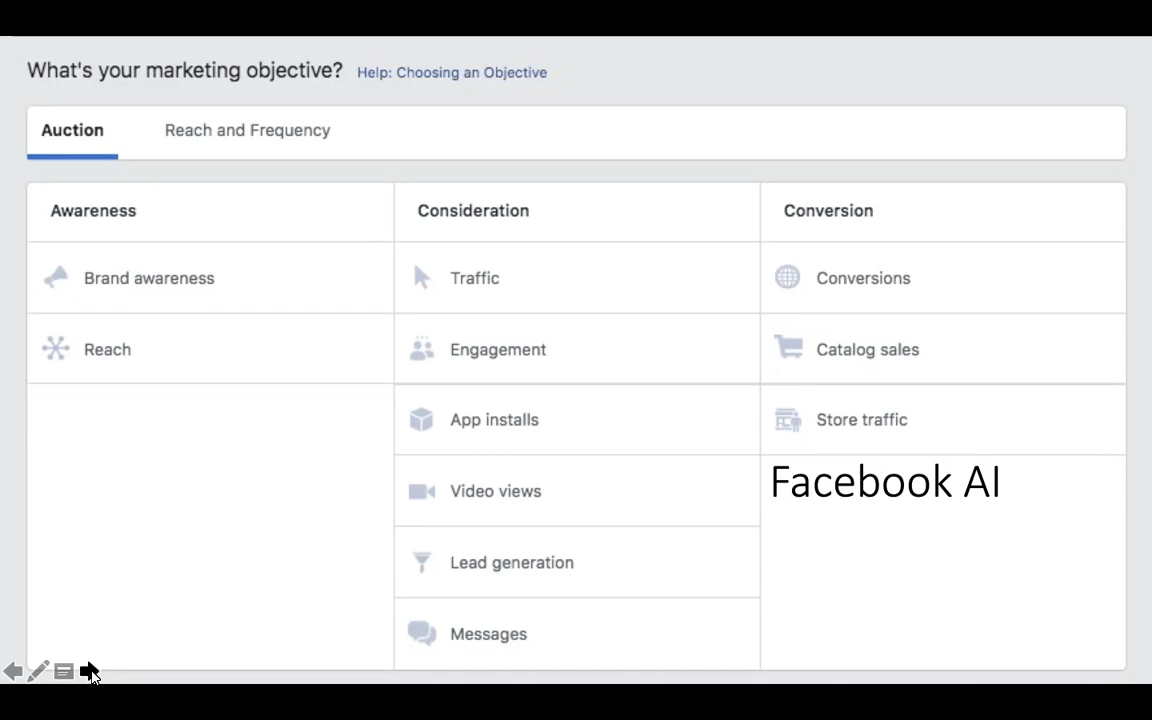 What's your marketing objective? Help: Choosing an Objective
Auction Reach and Frequency
Awareness Consideration Conversion
Brand awareness Traffic Conversions
Reach Engagement Catalog sales
App installs Store traffic
Video views Facebook AI
Lead generation
Messages